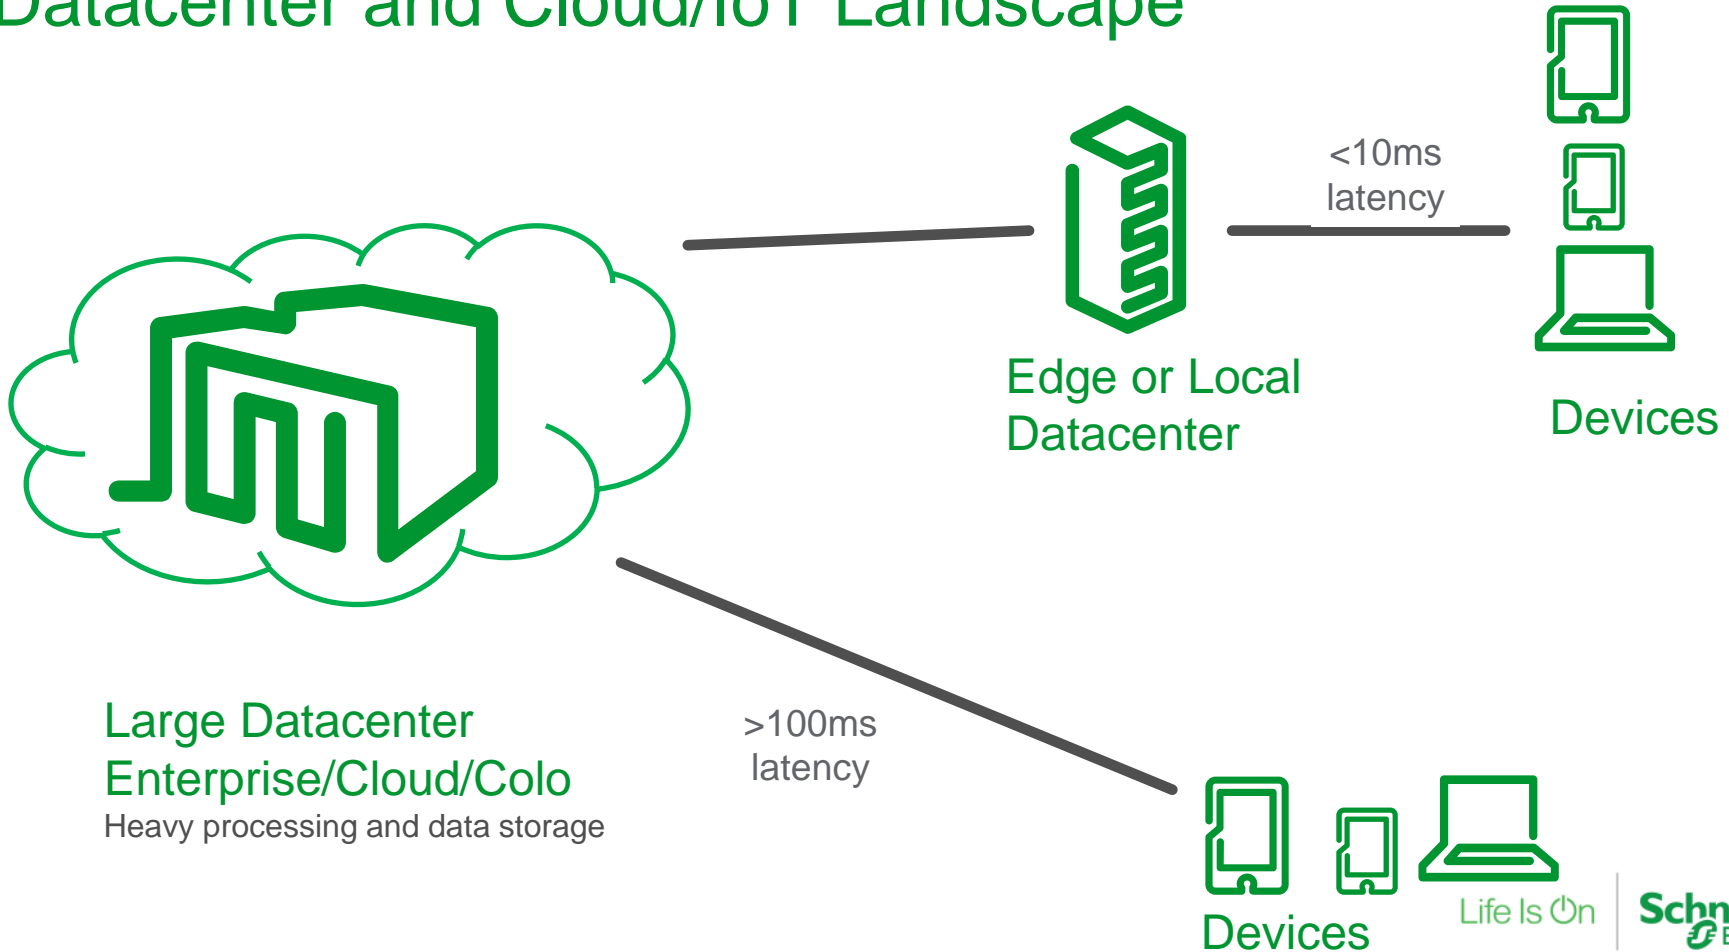 Datacenter and Cloud/IoT Landscape
<10ms
latency
Edge or Local
Datacenter
Devices
Large Datacenter
Enterprise/Cloud/Colo
Heavy processing and data storage
>100ms
latency
Devices
Life Is On